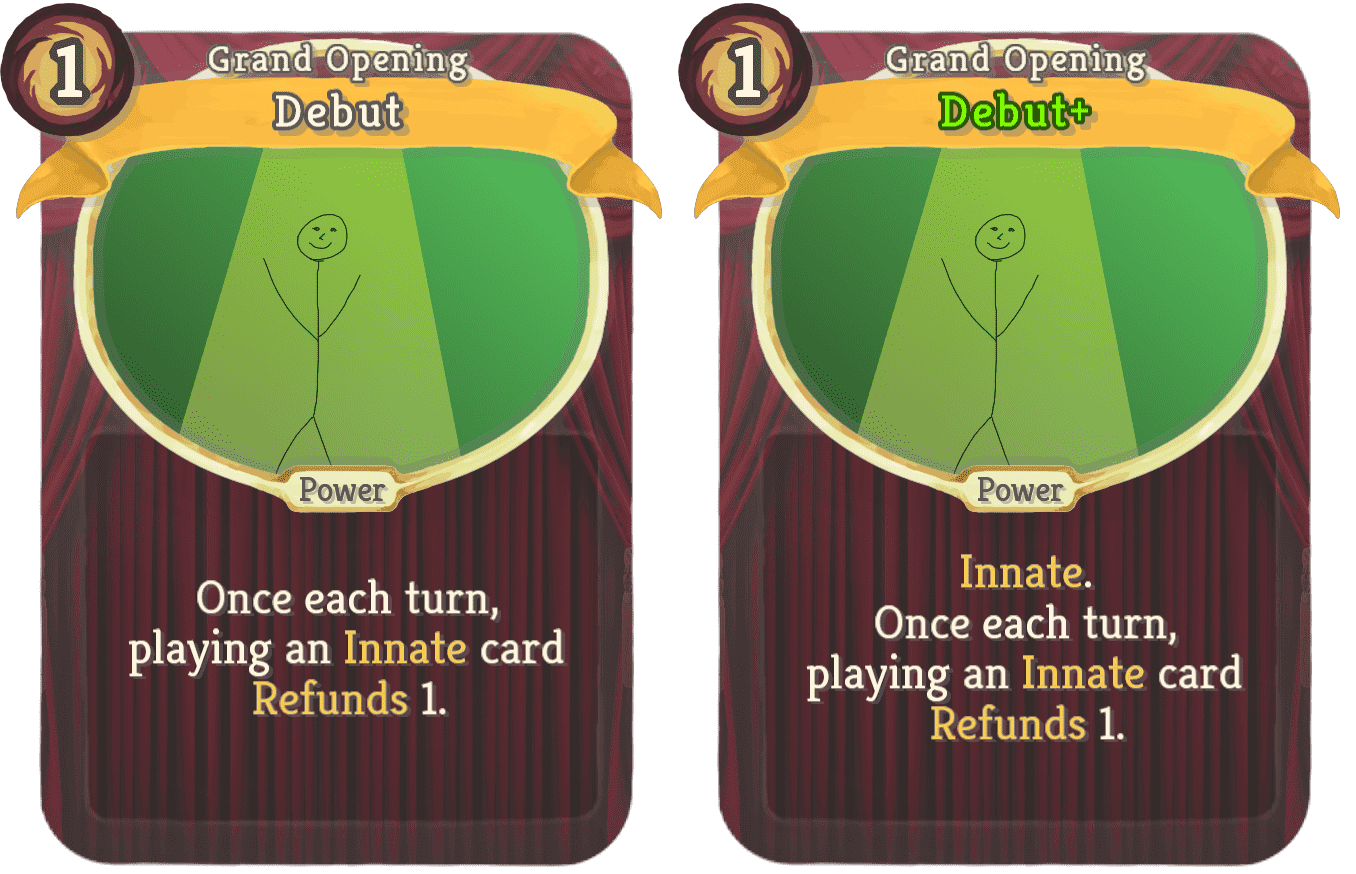 1
Grand Opening
Debut
Power
Once each turn,
playing an Innate card
Refunds 1.
1
Grand Opening
Debut+
Power
Innate.
Once each turn,
playing an Innate card
Refunds 1.